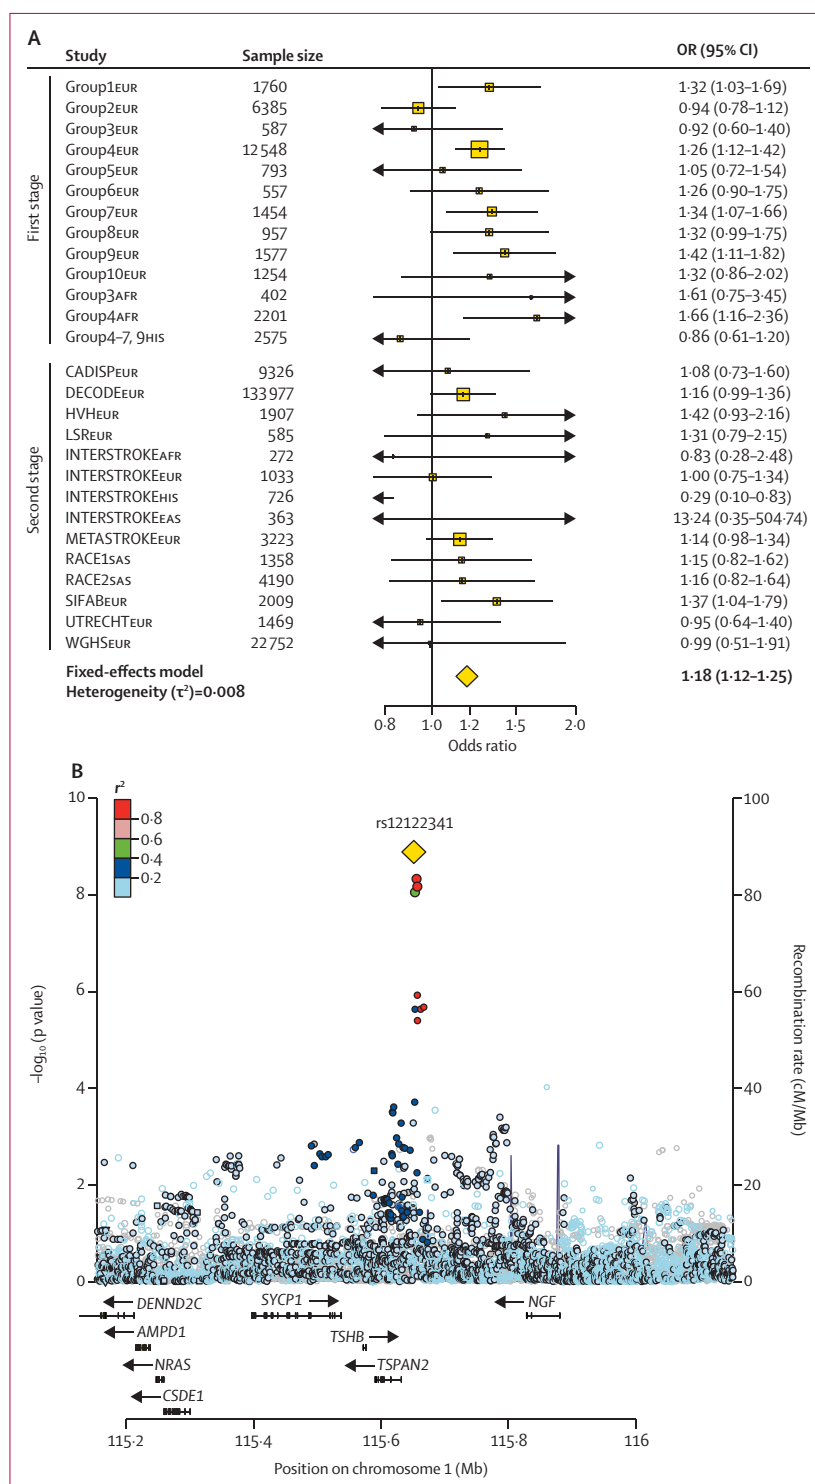 A
Study Sample size OR (95% CI)
First stage
Group1EUR 1760 1·32 (1·03–1·69)
Group2EUR 6385 0·94 (0·78–1·12)
Group3EUR 587 0·92 (0·60–1·40)
Group4EUR 12 548 1·26 (1·12–1·42)
Group5EUR 793 1·05 (0·72–1·54)
Group6EUR 557 1·26 (0·90–1·75)
Group7EUR 1454 1·34 (1·07–1·66)
Group8EUR 957 1·32 (0·99–1·75)
Group9EUR 1577 1·42 (1·11–1·82)
Group10EUR 1254 1·32 (0·86–2·02)
Group3AFR 402 1·61 (0·75–3·45)
Group4AFR 2201 1·66 (1·16–2·36)
Group4–7, 9HIS 2575 0·86 (0·61–1·20)
Second stage
CADISPEUR 9326 1·08 (0·73–1·60)
DECODEEUR 133 977 1·16 (0·99–1·36)
HVHEUR 1907 1·42 (0·93–2·16)
LSREUR 585 1·31 (0·79–2·15)
INTERSTROKEAFR 272 0·83 (0·28–2·48)
INTERSTROKEEUR 1033 1·00 (0·75–1·34)
INTERSTROKEHIS 726 0·29 (0·10–0·83)
INTERSTROKEEAS 363 13·24 (0·35–504·74)
METASTROKEEUR 3223 1·14 (0·98–1·34)
RACE1SAS 1358 1·15 (0·82–1·62)
RACE2SAS 4190 1·16 (0·82–1·64)
SIFABEUR 2009 1·37 (1·04–1·79)
UTRECHTEUR 1469 0·95 (0·64–1·40)
WGHSEUR 22 752 0·99 (0·51–1·91)
Fixed-effects model 1·18 (1·12–1·25)
Heterogeneity (τ²)=0·008
0·8 1·0 1·2 1·5 2·0
Odds ratio
B
r²
0·8
0·6
0·4
0·2
rs12122341
10
8
6
4
2
0
–log₁₀ (p value)
100
80
60
40
20
0
Recombination rate (cM/Mb)
DENND2C SYCP1 NGF
AMPD1 TSHB
NRAS TSPAN2
CSDE1
115·2 115·4 115·6 115·8 116
Position on chromosome 1 (Mb)